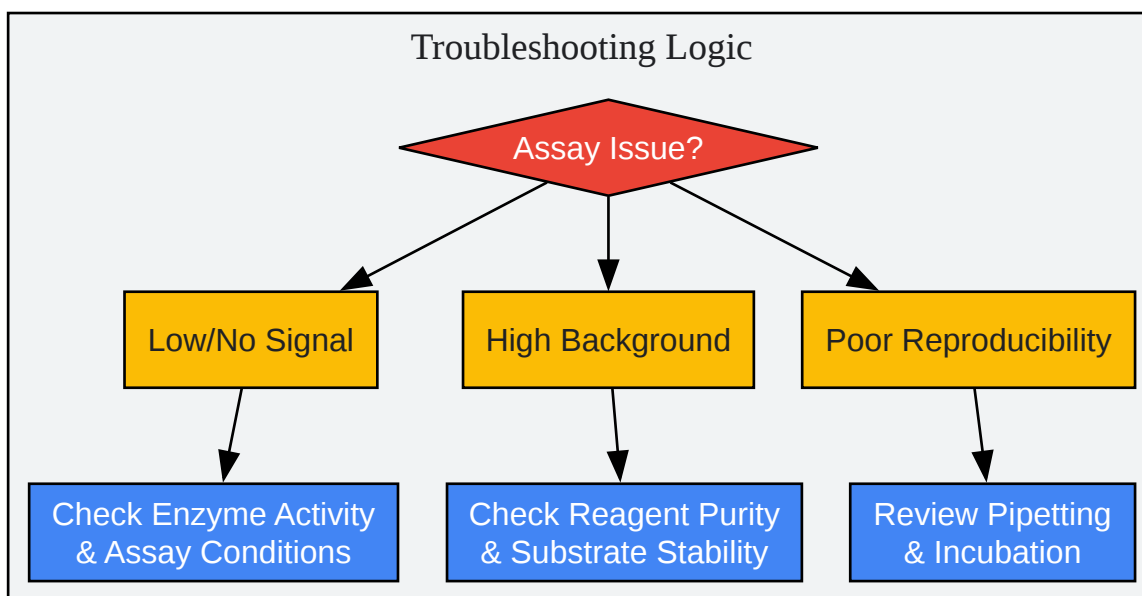 Troubleshooting Logic
Assay Issue?
Low/No Signal
High Background
Poor Reproducibility
Check Enzyme Activity
& Assay Conditions
Check Reagent Purity
& Substrate Stability
Review Pipetting
& Incubation